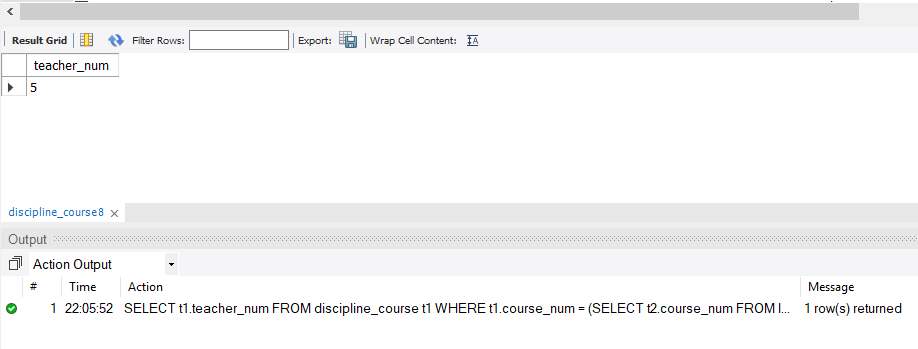 Result Grid Filter Rows: Export: Wrap Cell Content:
teacher_num
5
discipline_course8
Output
Action Output
# Time Action Message
1 22:05:52 SELECT t1.teacher_num FROM discipline_course t1 WHERE t1.course_num = (SELECT t2.course_num FROM l... 1 row(s) returned